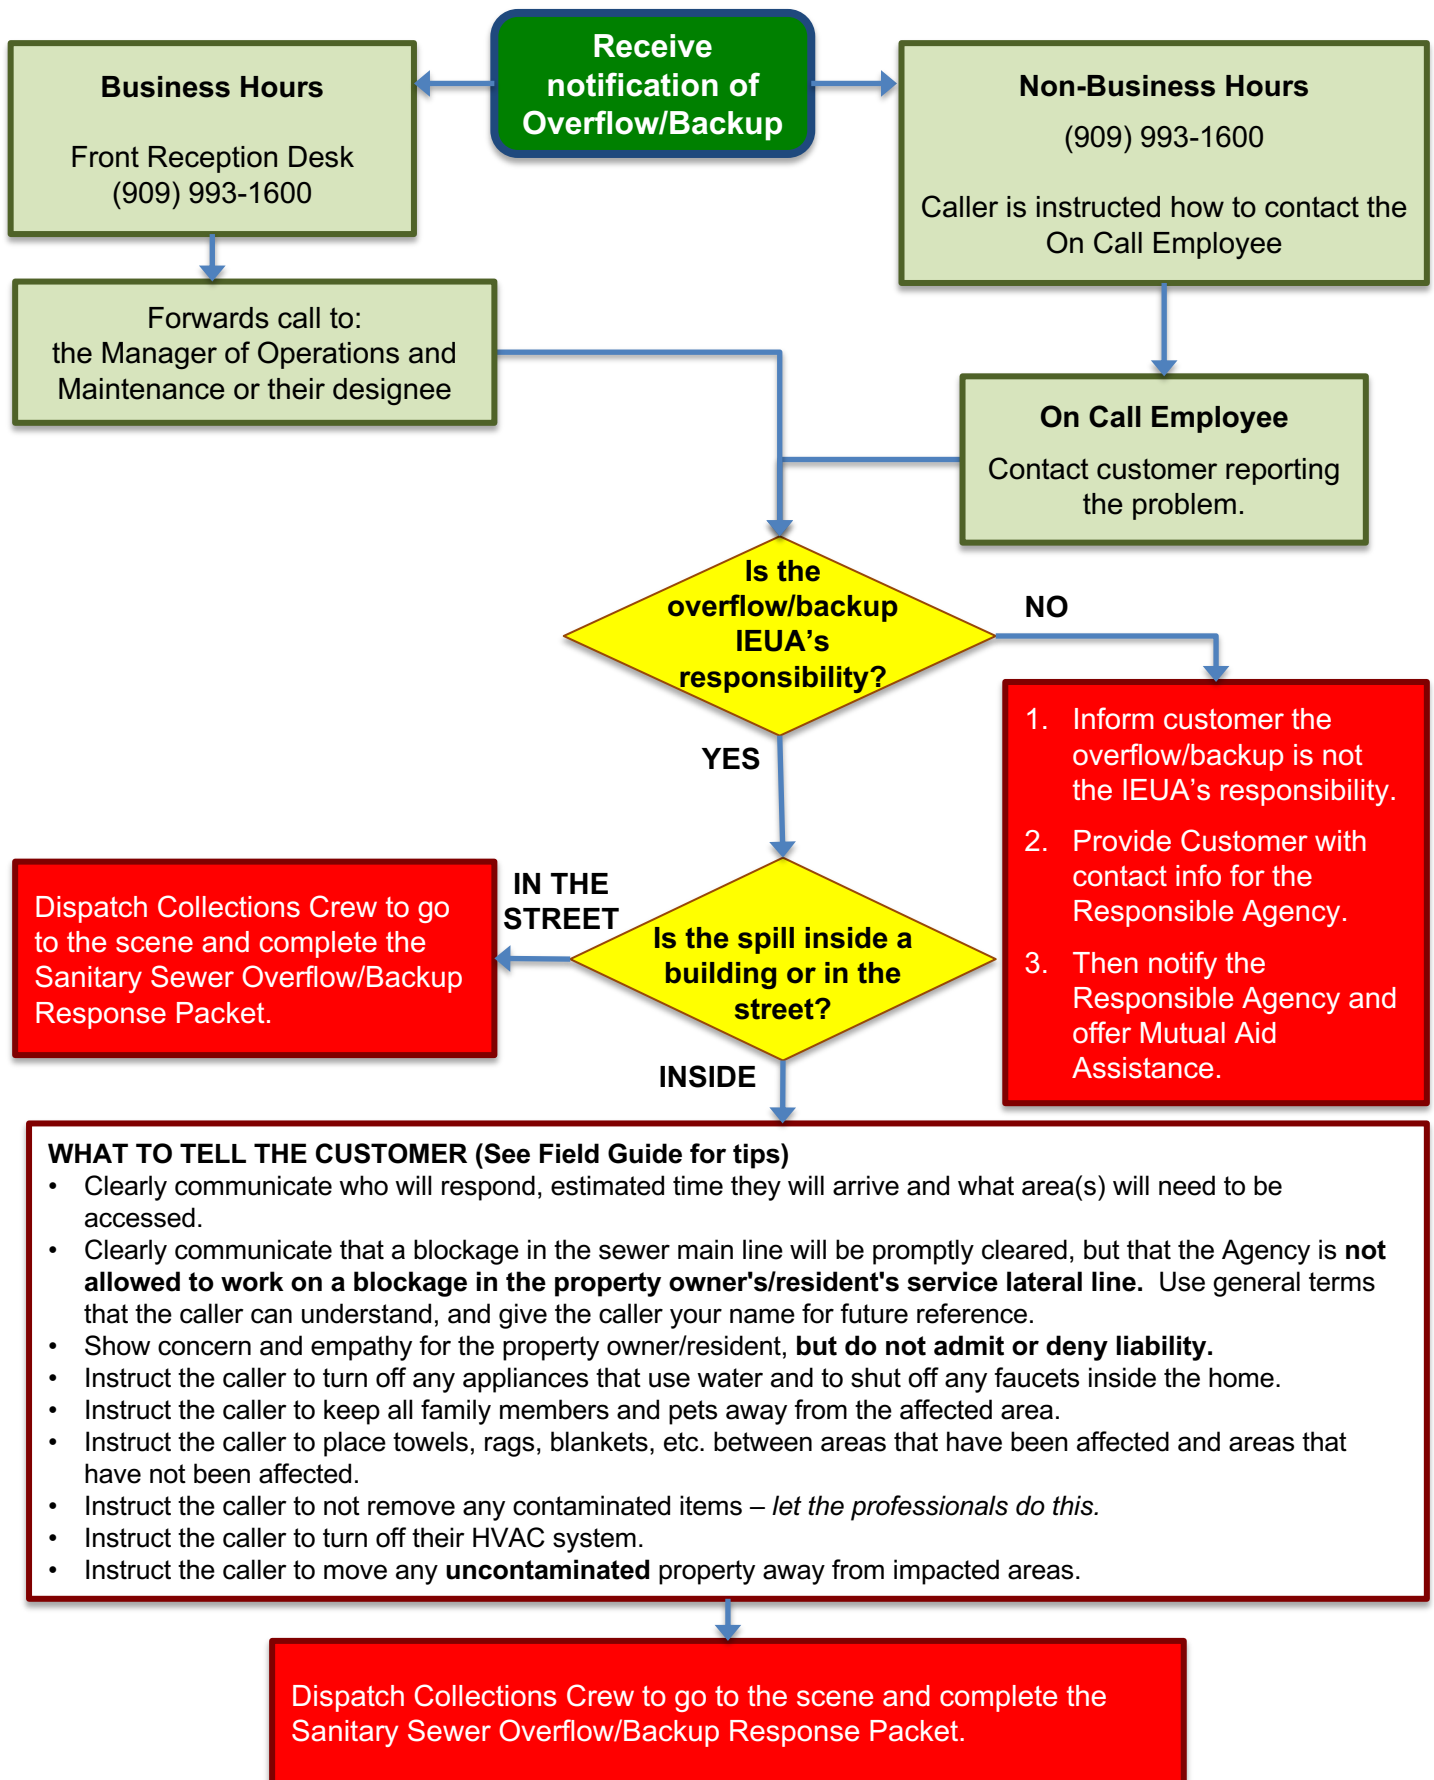 Receive
notification of
Overflow/Backup
Business Hours
Front Reception Desk
(909) 993-1600
Non-Business Hours
(909) 993-1600
Caller is instructed how to contact the
On Call Employee
Forwards call to:
the Manager of Operations and
Maintenance or their designee
On Call Employee
Contact customer reporting
the problem.
Is the
overflow/backup
IEUA’s
responsibility?
NO
YES
1. Inform customer the
overflow/backup is not
the IEUA’s responsibility.
2. Provide Customer with
contact info for the
Responsible Agency.
3. Then notify the
Responsible Agency and
offer Mutual Aid
Assistance.
Is the spill inside a
building or in the
street?
IN THE
STREET
Dispatch Collections Crew to go
to the scene and complete the
Sanitary Sewer Overflow/Backup
Response Packet.
INSIDE
WHAT TO TELL THE CUSTOMER (See Field Guide for tips)
• Clearly communicate who will respond, estimated time they will arrive and what area(s) will need to be
accessed.
• Clearly communicate that a blockage in the sewer main line will be promptly cleared, but that the Agency is not
allowed to work on a blockage in the property owner's/resident's service lateral line. Use general terms
that the caller can understand, and give the caller your name for future reference.
• Show concern and empathy for the property owner/resident, but do not admit or deny liability.
• Instruct the caller to turn off any appliances that use water and to shut off any faucets inside the home.
• Instruct the caller to keep all family members and pets away from the affected area.
• Instruct the caller to place towels, rags, blankets, etc. between areas that have been affected and areas that
have not been affected.
• Instruct the caller to not remove any contaminated items – let the professionals do this.
• Instruct the caller to turn off their HVAC system.
• Instruct the caller to move any uncontaminated property away from impacted areas.
Dispatch Collections Crew to go to the scene and complete the
Sanitary Sewer Overflow/Backup Response Packet.